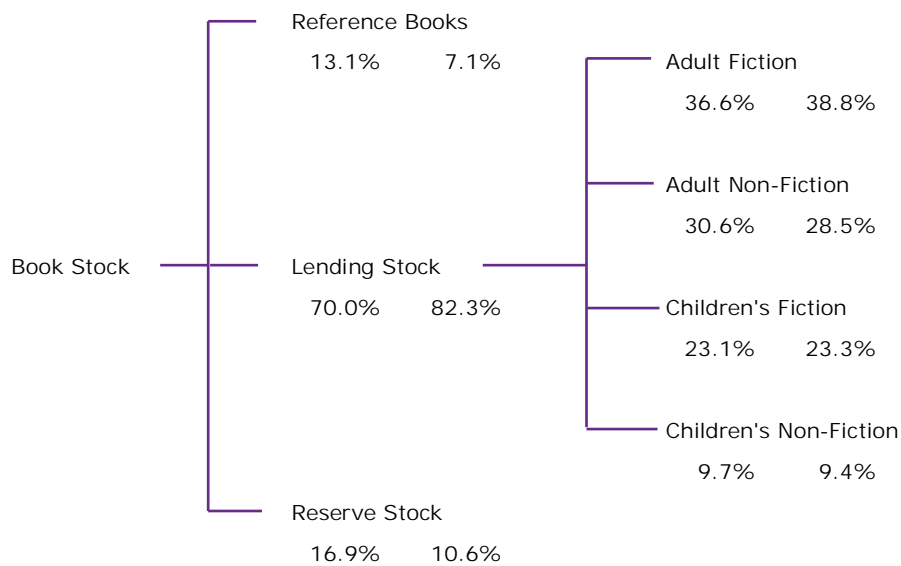 Reference Books
13.1% 7.1%
Adult Fiction
36.6% 38.8%
Adult Non-Fiction
30.6% 28.5%
Book Stock
Lending Stock
70.0% 82.3%
Children's Fiction
23.1% 23.3%
Children's Non-Fiction
9.7% 9.4%
Reserve Stock
16.9% 10.6%